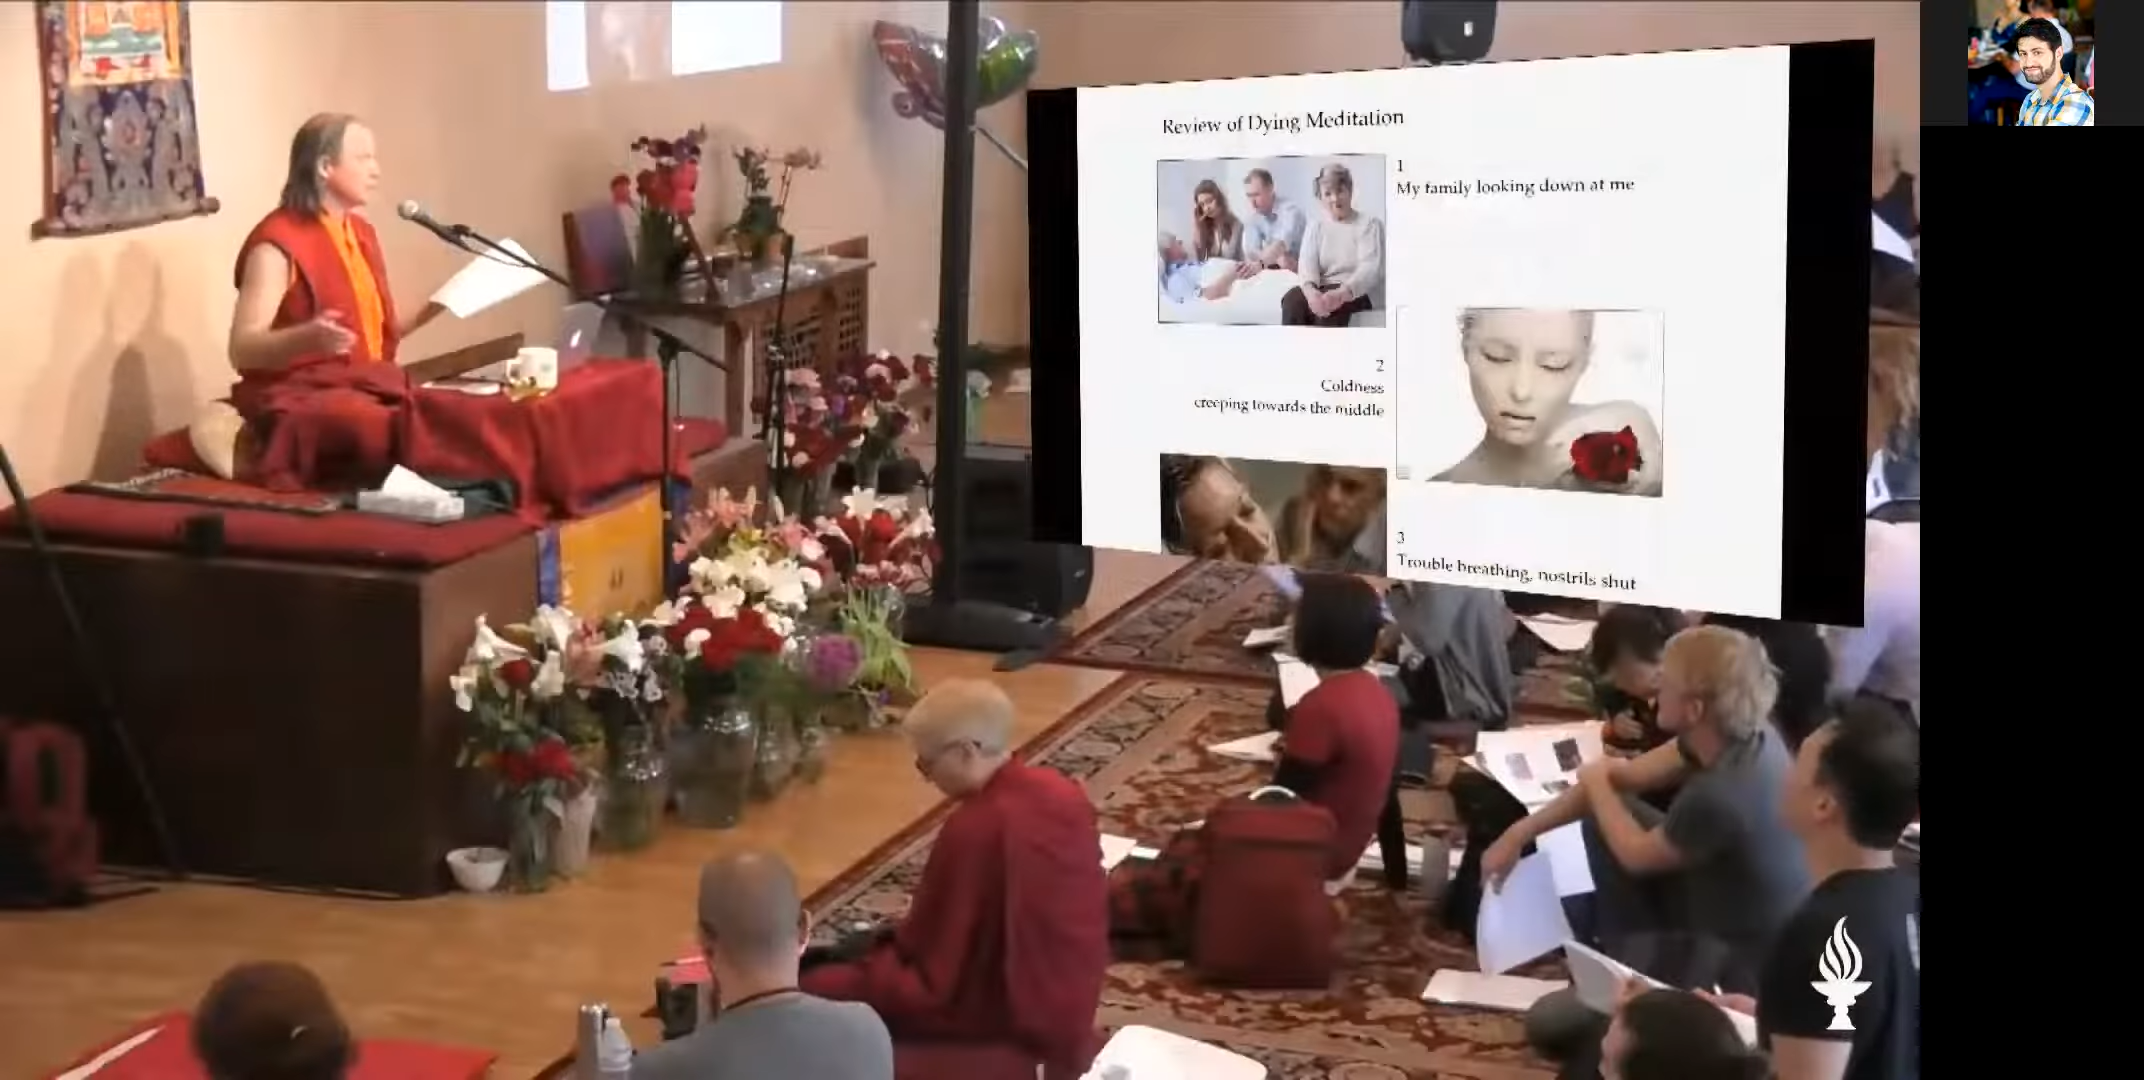 Review of Dying Meditation
1
My family looking down at me
2
Coldness
creeping towards the middle
3
Trouble breathing, nostrils shut